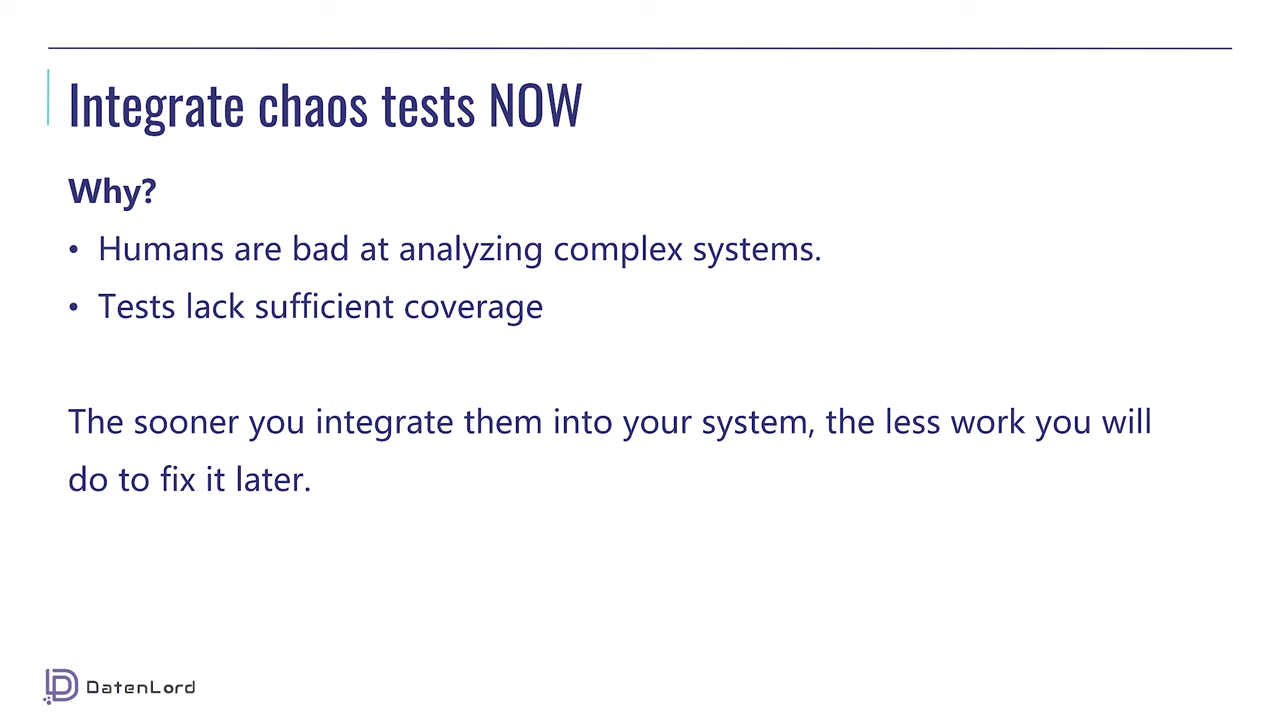 Integrate chaos tests NOW
Why?
• Humans are bad at analyzing complex systems.
• Tests lack sufficient coverage
The sooner you integrate them into your system, the less work you will
do to fix it later.
DatenLord